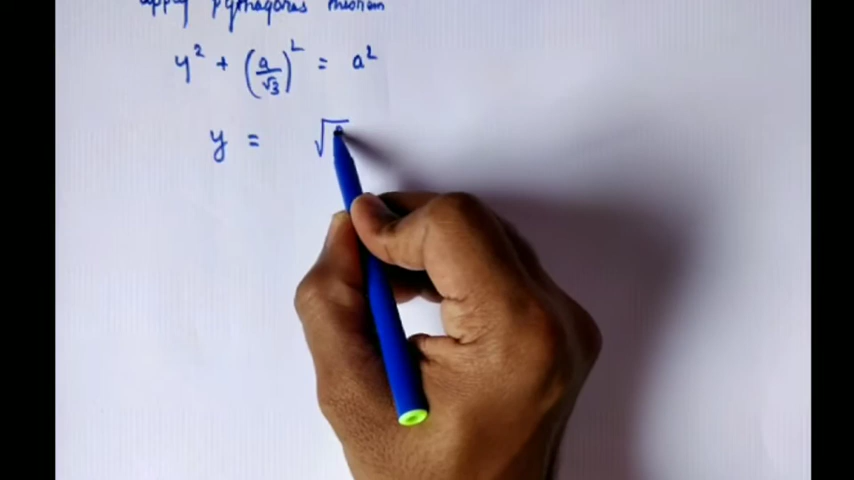 apply pythagoras theorem
y² + (a/√3)² = a²
y = √